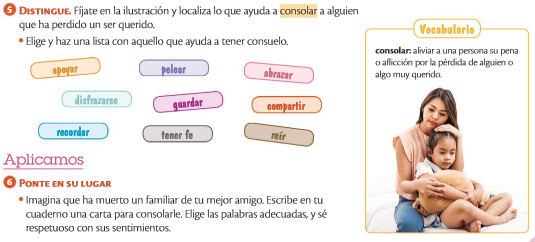 5 DISTINGUE. Fíjate en la ilustración y localiza lo que ayuda a consolar a alguien
que ha perdido un ser querido.
• Elige y haz una lista con aquello que ayuda a tener consuelo.
apoyar
pelear
abrazar
disfrazarse
guardar
compartir
recordar
tener fe
reír
Aplicamos
6 PONTE EN SU LUGAR
• Imagina que ha muerto un familiar de tu mejor amigo. Escribe en tu
cuaderno una carta para consolarle. Elige las palabras adecuadas, y sé
respetuoso con sus sentimientos.
Vocabulario
consolar: aliviar a una persona su pena
o aflicción por la pérdida de alguien o
algo muy querido.